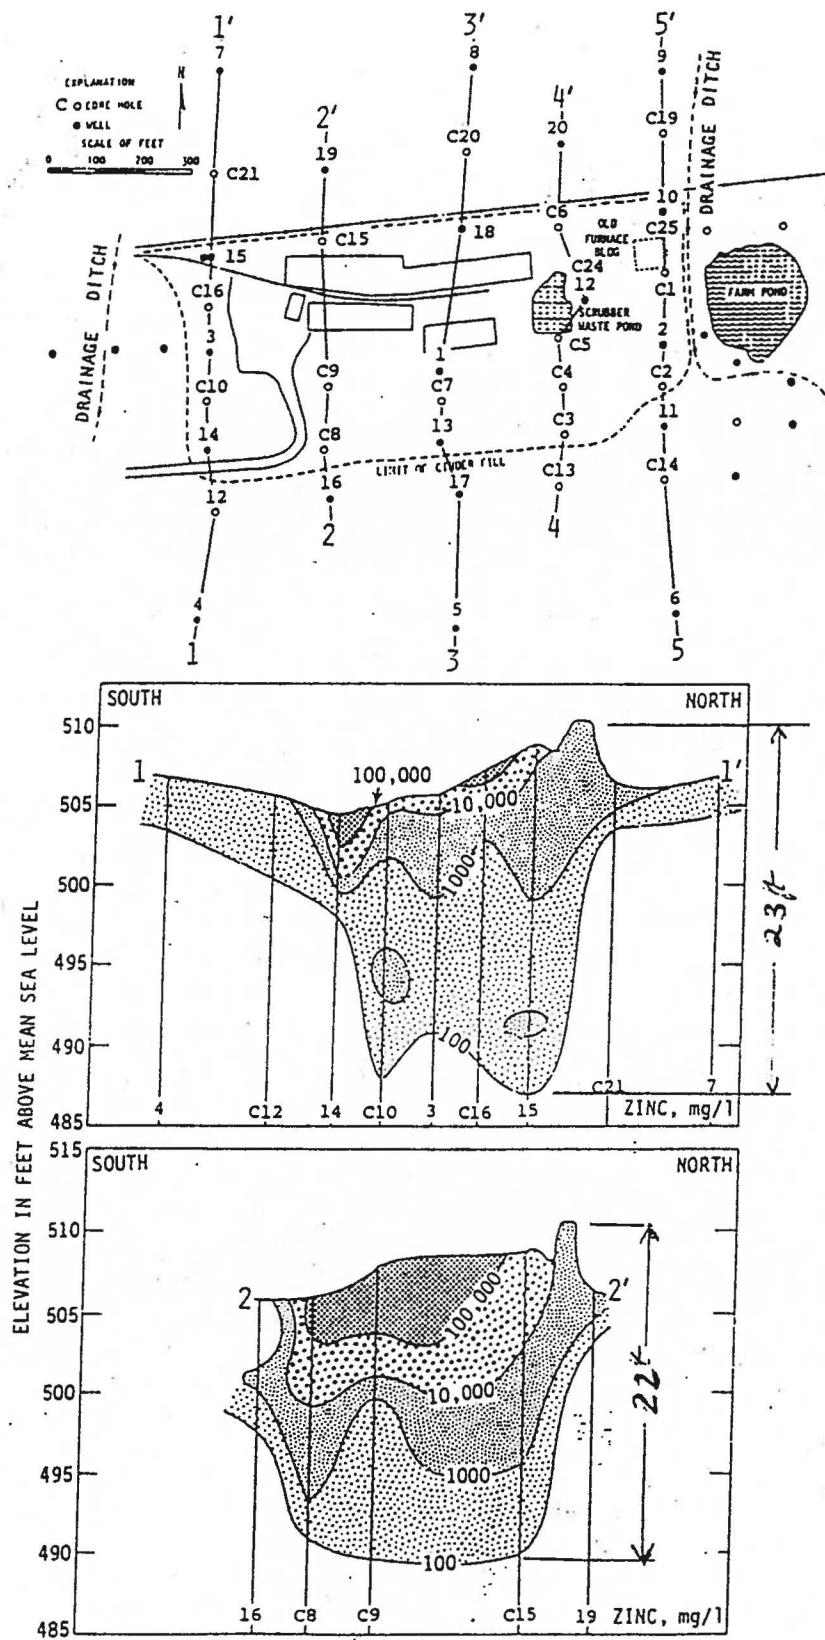 1'
7
3'
8
5'
9
EXPLANATION
C o CORE HOLE
● WELL
SCALE OF FEET
0 100 200 300
N
2'
19
C20
4'
20
C19
DRAINAGE DITCH
C21
10
C6
C15
18
OLD FURNACE BLDG
C25
15
C24
12
C1
FARM POND
DRAINAGE DITCH
C16
SCRUBBER WASTE POND
3
1
C5
2
C10
C9
C7
C4
C2
14
C8
13
C3
11
LIMIT OF CINDER FILL
12
16
17
C13
C14
2
4
4
5
6
1
3
5
ELEVATION IN FEET ABOVE MEAN SEA LEVEL
SOUTH NORTH
510
505
500
495
490
485
1 1'
100,000
10,000
1000
100
23ft
4 C12 14 C10 3 C16 15 C21 7
ZINC, mg/l
515
SOUTH NORTH
510
505
500
495
490
485
2 2'
100,000
10,000
1000
100
22ft
16 C8 C9 C15 19
ZINC, mg/l